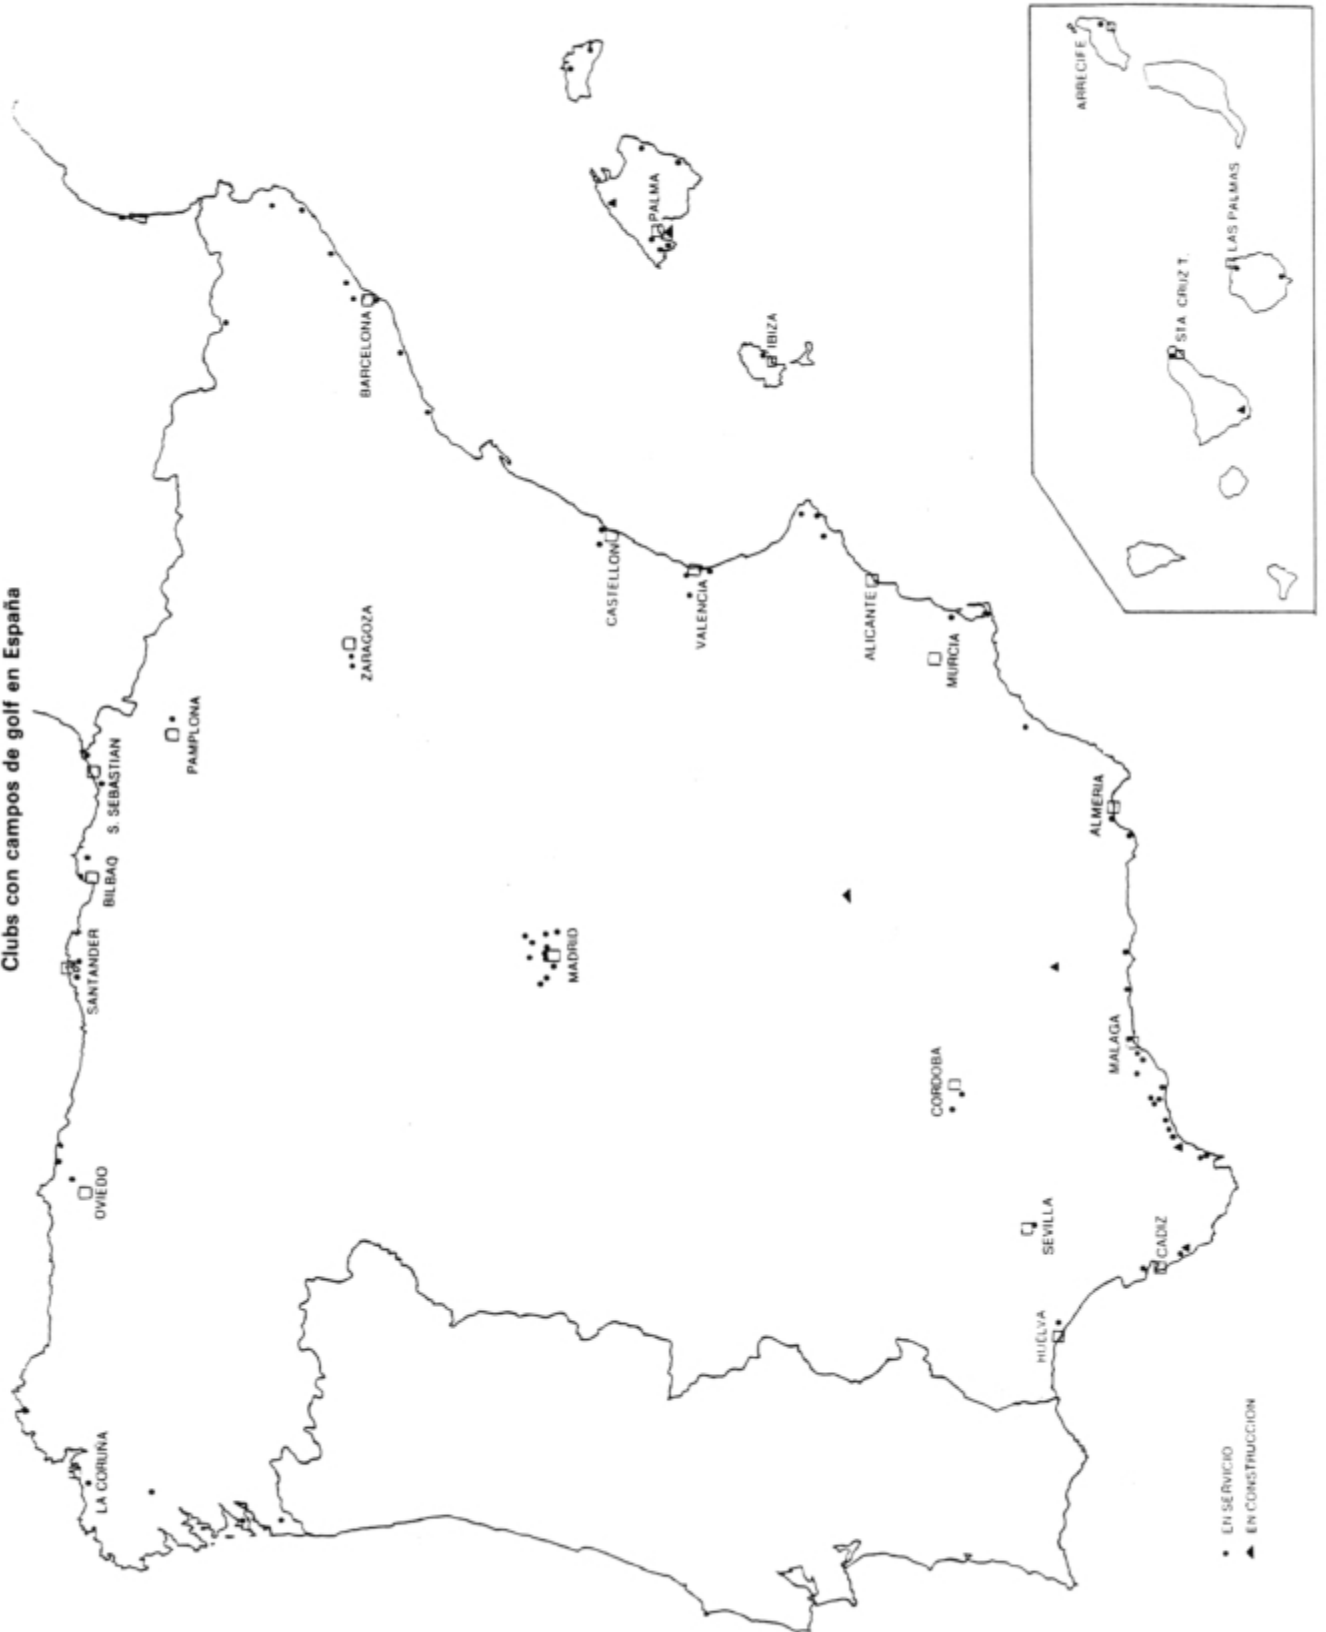 Clubs con campos de golf en España
LA CORUÑA
OVIEDO
SANTANDER
BILBAO
S. SEBASTIAN
PAMPLONA
ZARAGOZA
BARCELONA
MADRID
CASTELLON
VALENCIA
PALMA
IBIZA
ALICANTE
MURCIA
CORDOBA
SEVILLA
HUELVA
CADIZ
MALAGA
ALMERIA
ARRECIFE
LAS PALMAS
STA. CRUZ T.
• EN SERVICIO
▲ EN CONSTRUCCION